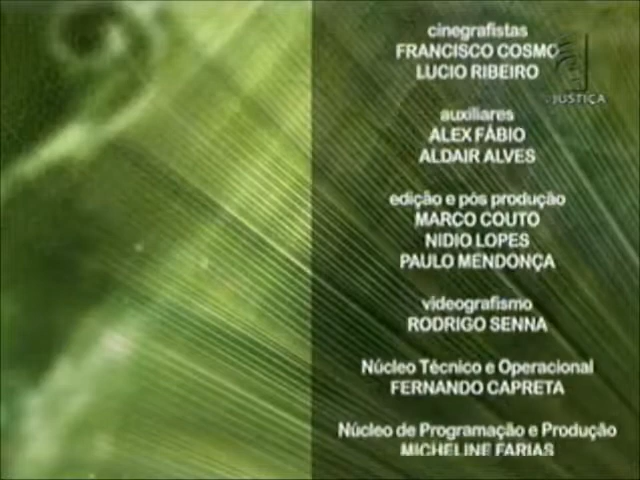 cinegrafistas
FRANCISCO COSMO
LUCIO RIBEIRO
JUSTIÇA
auxiliares
ALEX FÁBIO
ALDAIR ALVES
edição e pós produção
MARCO COUTO
NIDIO LOPES
PAULO MENDONÇA
videografismo
RODRIGO SENNA
Núcleo Técnico e Operacional
FERNANDO CAPRETA
Núcleo de Programação e Produção
MICHELINE FARIAS